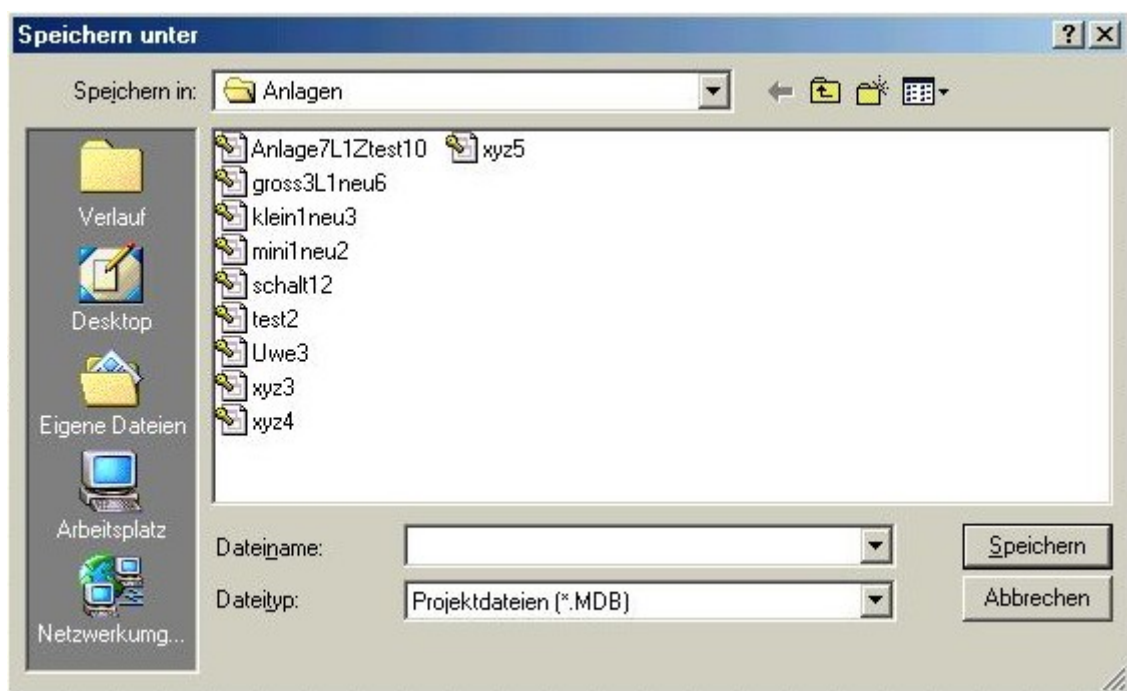 Speichern unter
Speichern in: Anlagen
Anlage7L1Ztest10 xyz5
gross3L1neu6
klein1neu3
mini1neu2
schalt12
test2
Uwe3
xyz3
xyz4
Verlauf
Desktop
Eigene Dateien
Arbeitsplatz
Netzwerkumg...
Dateiname: Speichern
Dateityp: Projektdateien (*.MDB) Abbrechen